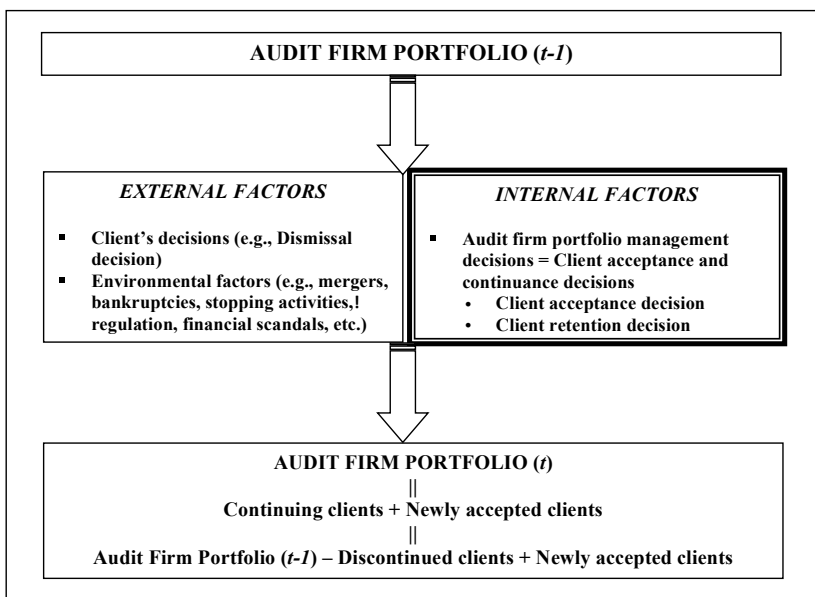 AUDIT FIRM PORTFOLIO (t-1)
EXTERNAL FACTORS
▪ Client’s decisions (e.g., Dismissal
decision)
▪ Environmental factors (e.g., mergers,
bankruptcies, stopping activities,!
regulation, financial scandals, etc.)
INTERNAL FACTORS
▪ Audit firm portfolio management
decisions = Client acceptance and
continuance decisions
• Client acceptance decision
• Client retention decision
AUDIT FIRM PORTFOLIO (t)
||
Continuing clients + Newly accepted clients
||
Audit Firm Portfolio (t-1) – Discontinued clients + Newly accepted clients